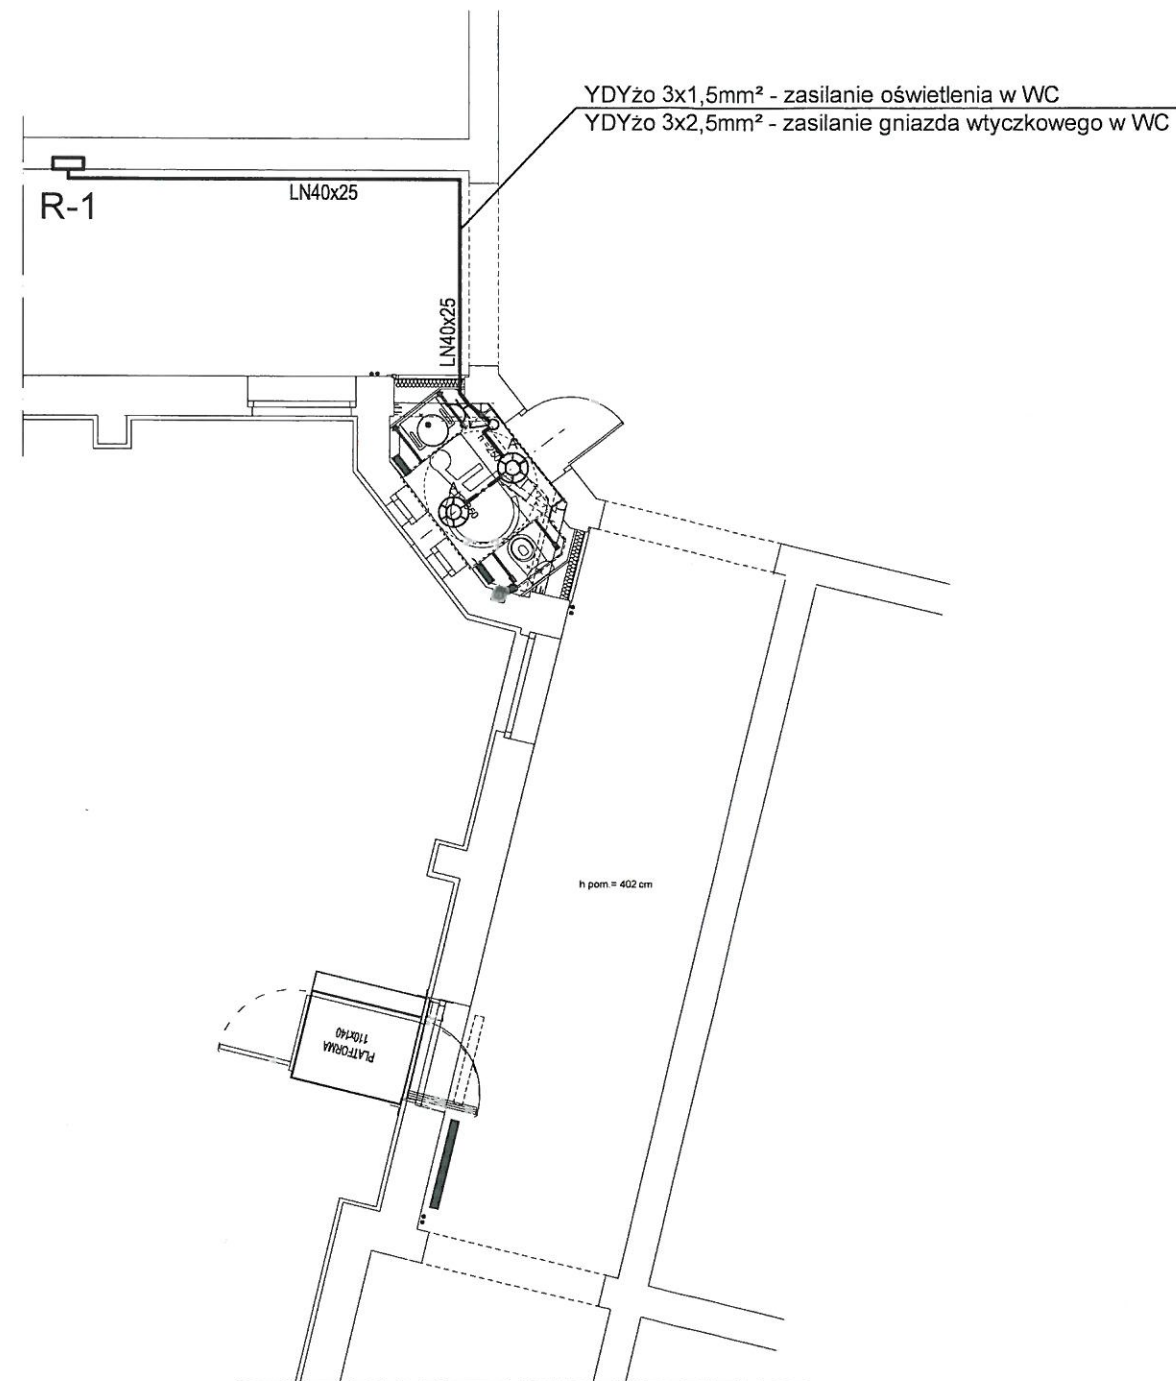 YDYżo 3x1,5mm² - zasilanie oświetlenia w WC
YDYżo 3x2,5mm² - zasilanie gniazda wtyczkowego w WC
R-1
LN40x25
LN40x25
h pom.= 402 cm
PLATFORMA
110x140